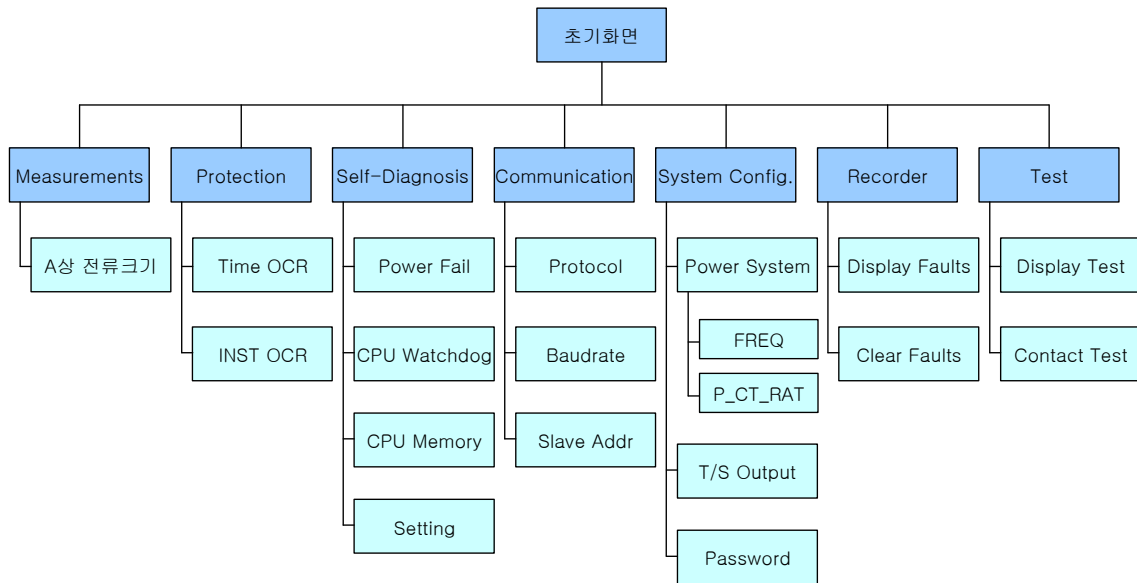 초기화면
Measurements
Protection
Self-Diagnosis
Communication
System Config.
Recorder
Test
A상 전류크기
Time OCR
Power Fail
Protocol
Power System
Display Faults
Display Test
INST OCR
CPU Watchdog
Baudrate
FREQ
Clear Faults
Contact Test
P_CT_RAT
CPU Memory
Slave Addr
T/S Output
Setting
Password